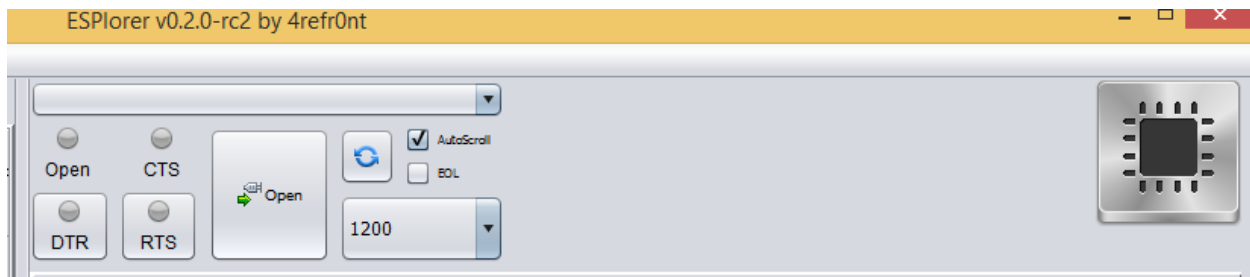 ESPlorer v0.2.0-rc2 by 4refr0nt
AutoScroll
Open CTS
EOL
Open
1200
DTR RTS